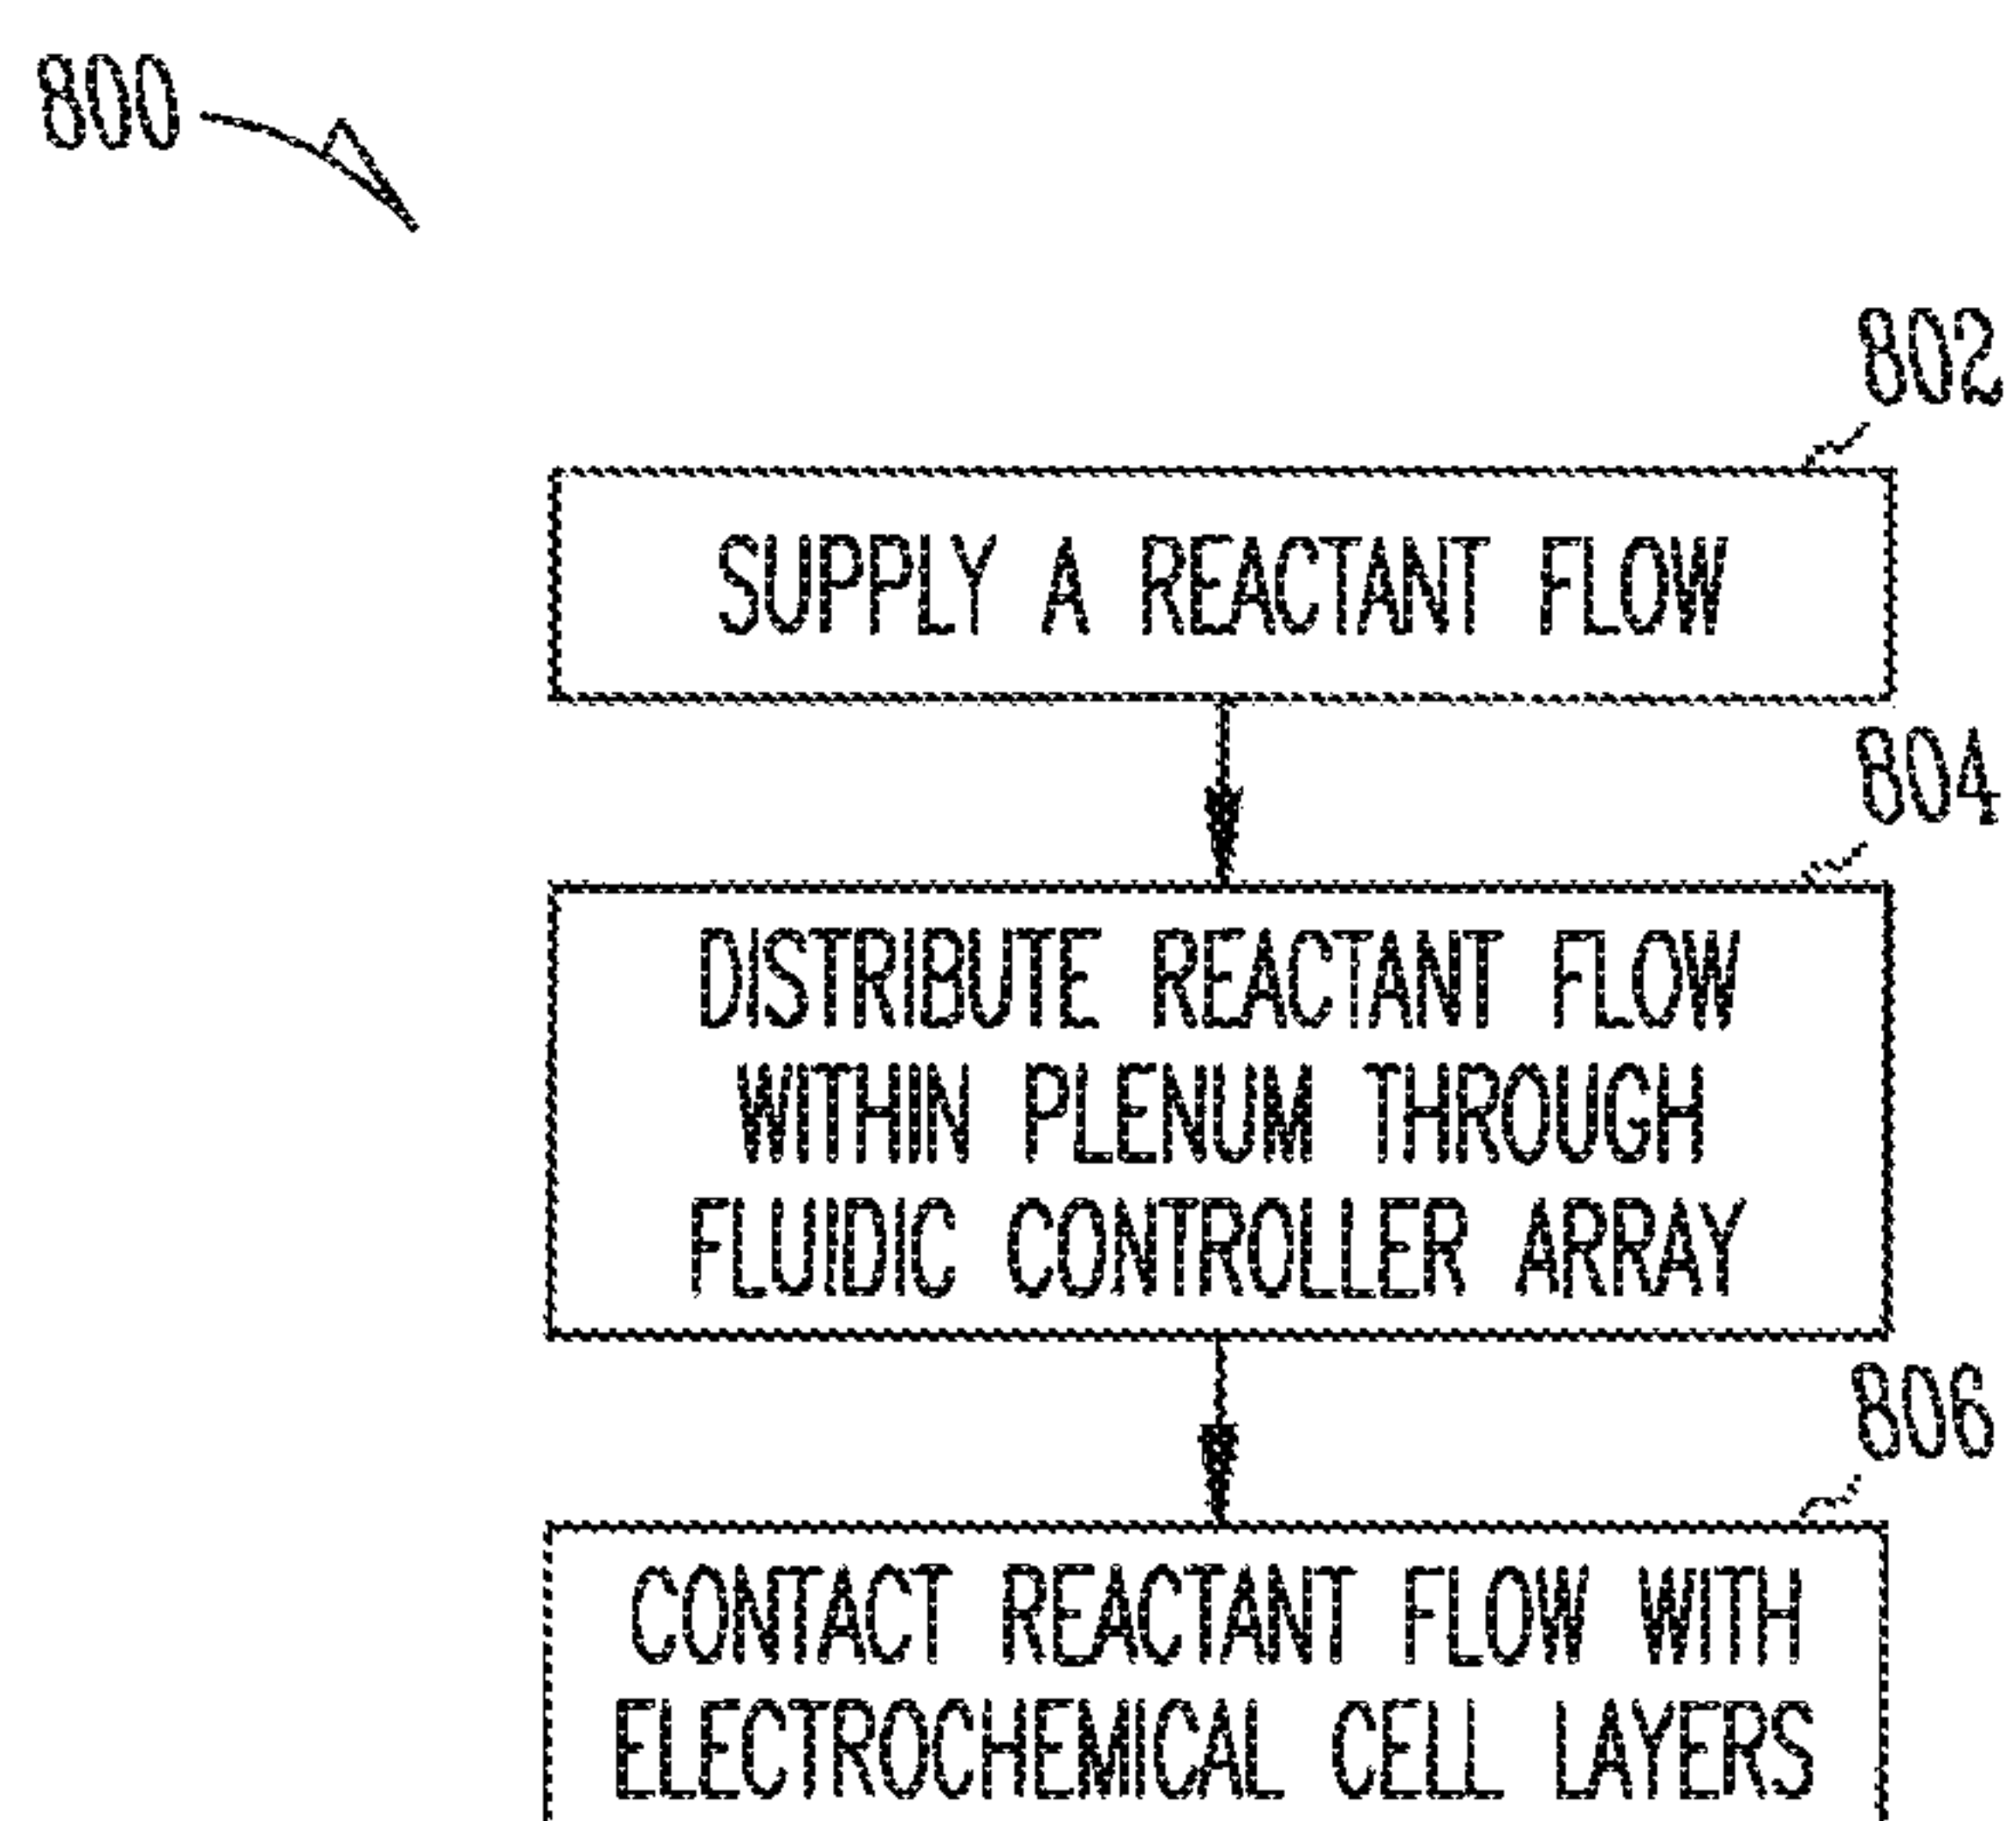 800
802
SUPPLY A REACTANT FLOW
804
DISTRIBUTE REACTANT FLOW
WITHIN PLENUM THROUGH
FLUIDIC CONTROLLER ARRAY
806
CONTACT REACTANT FLOW WITH
ELECTROCHEMICAL CELL LAYERS